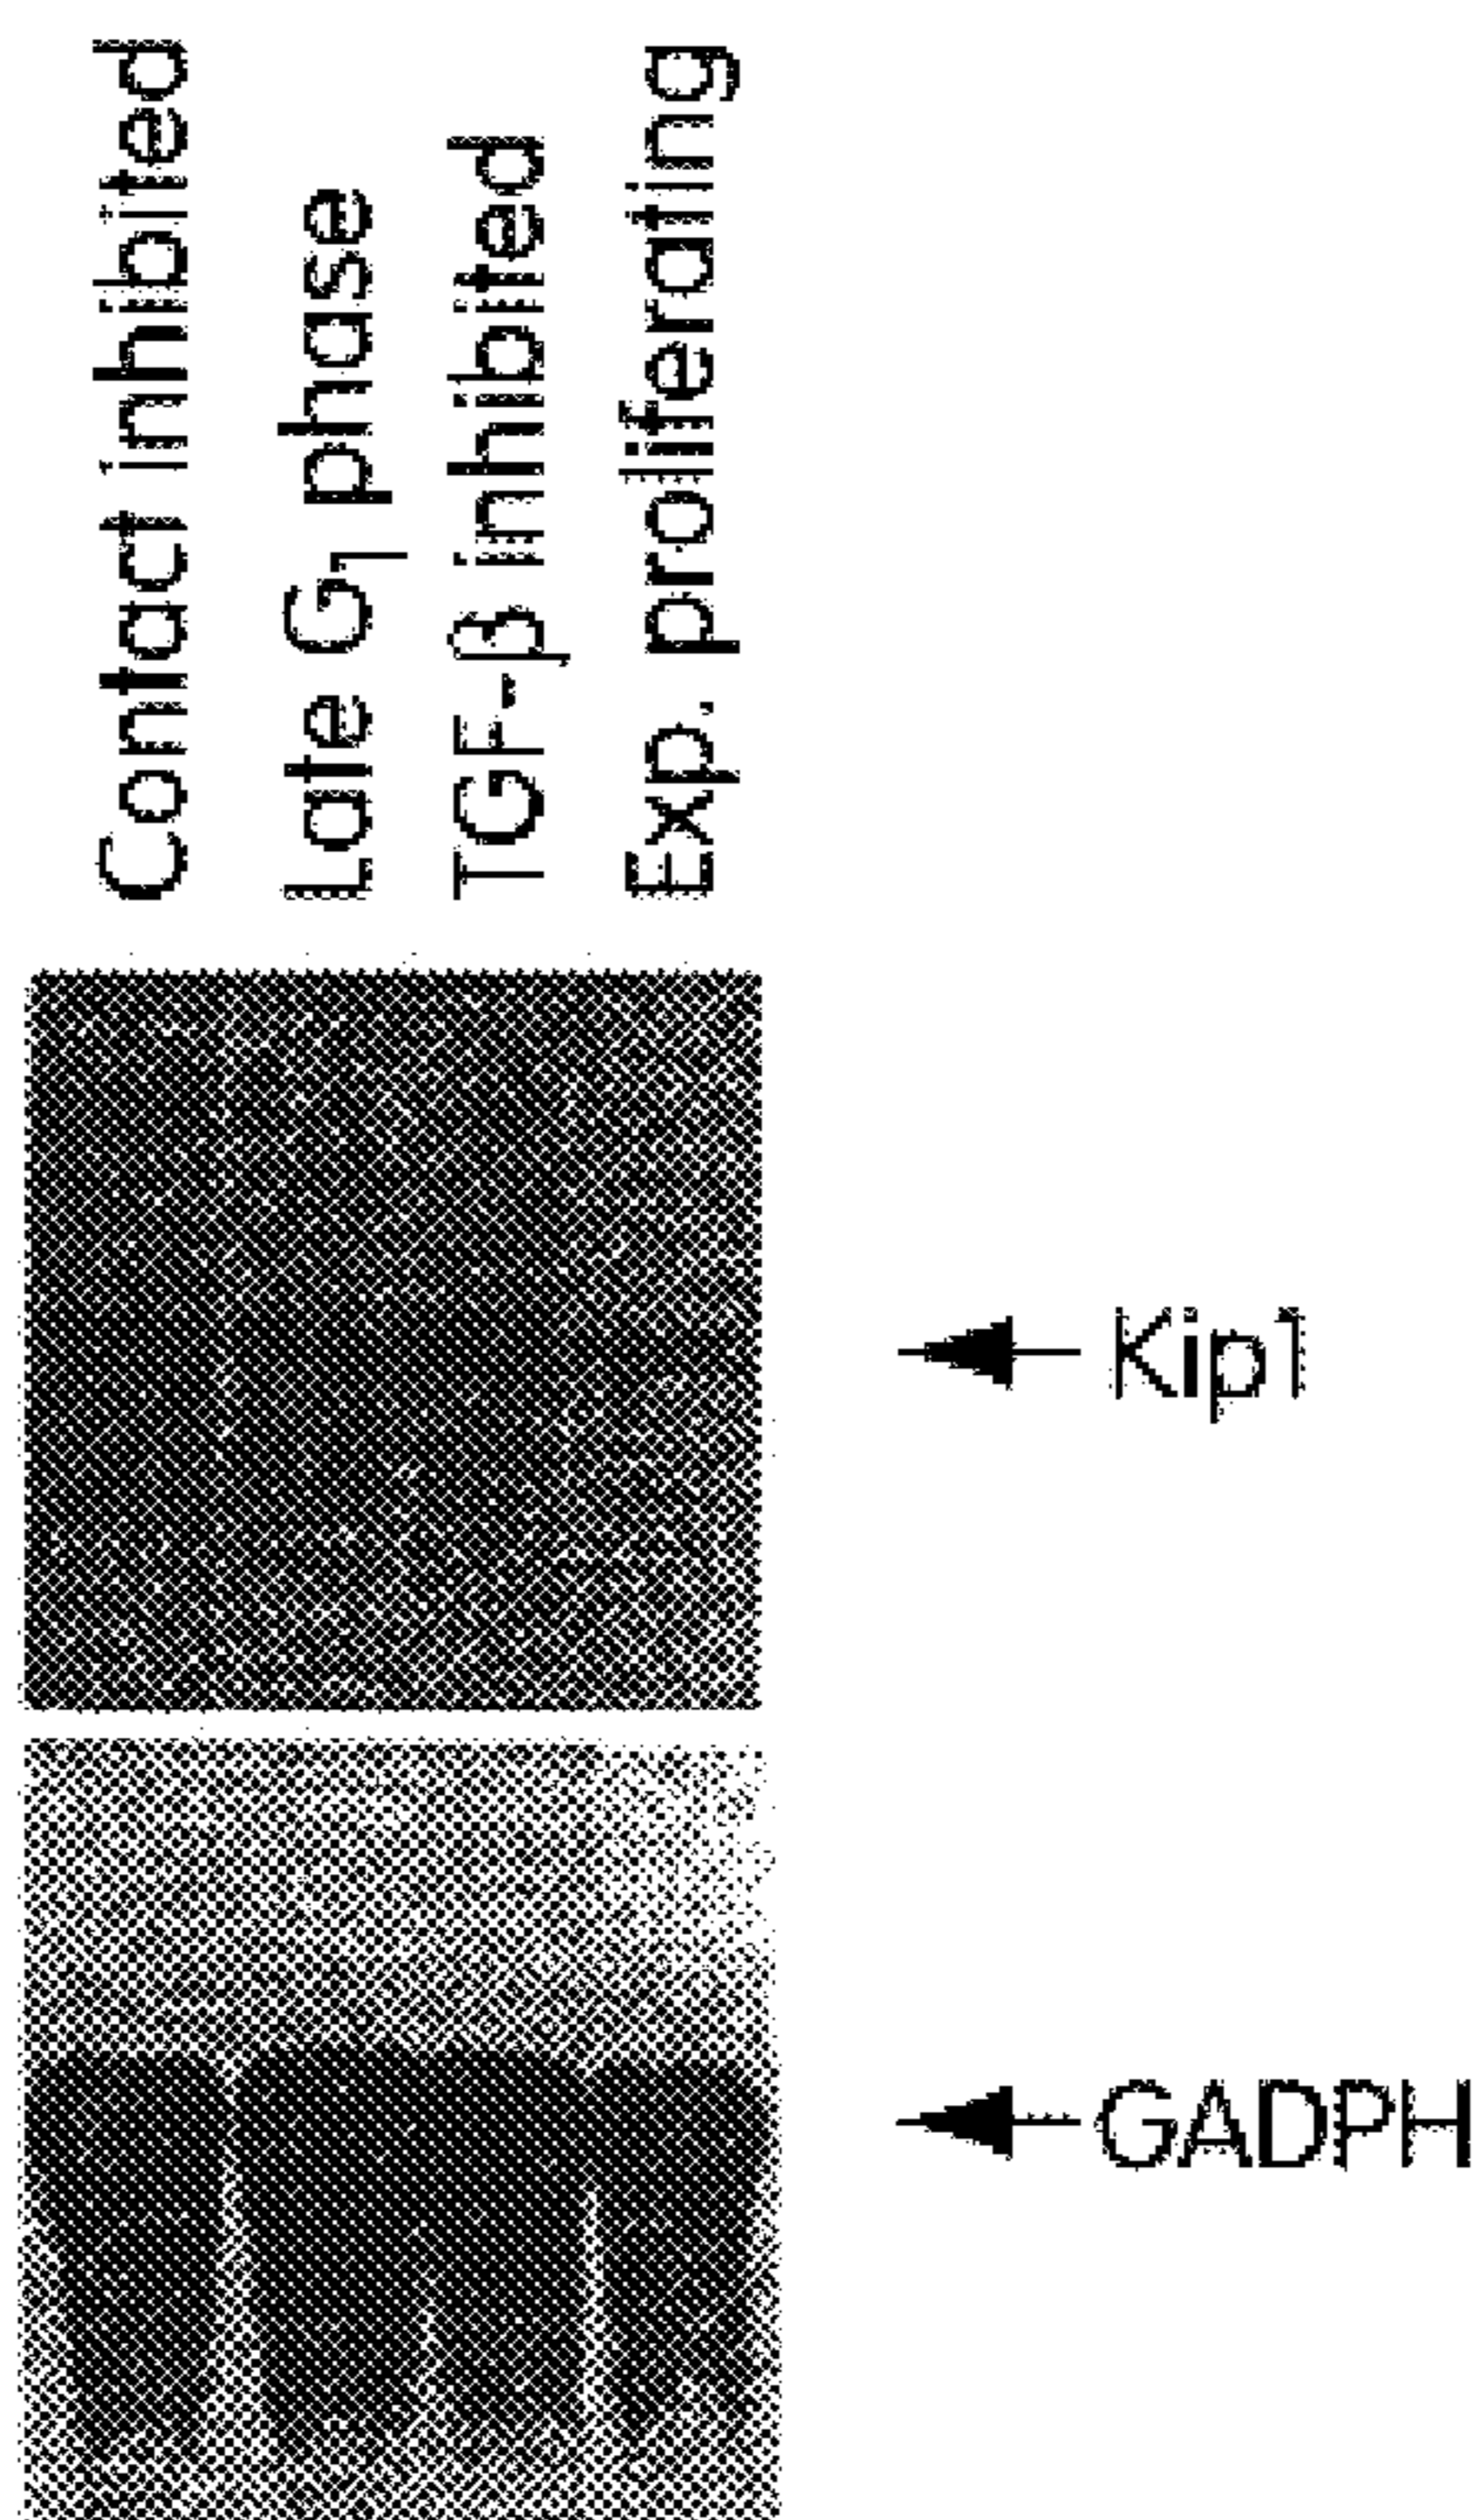 Contact inhibited
Late G₁ phase
TGF-β inhibited
Exp. proliferating
Kip1
GADPH